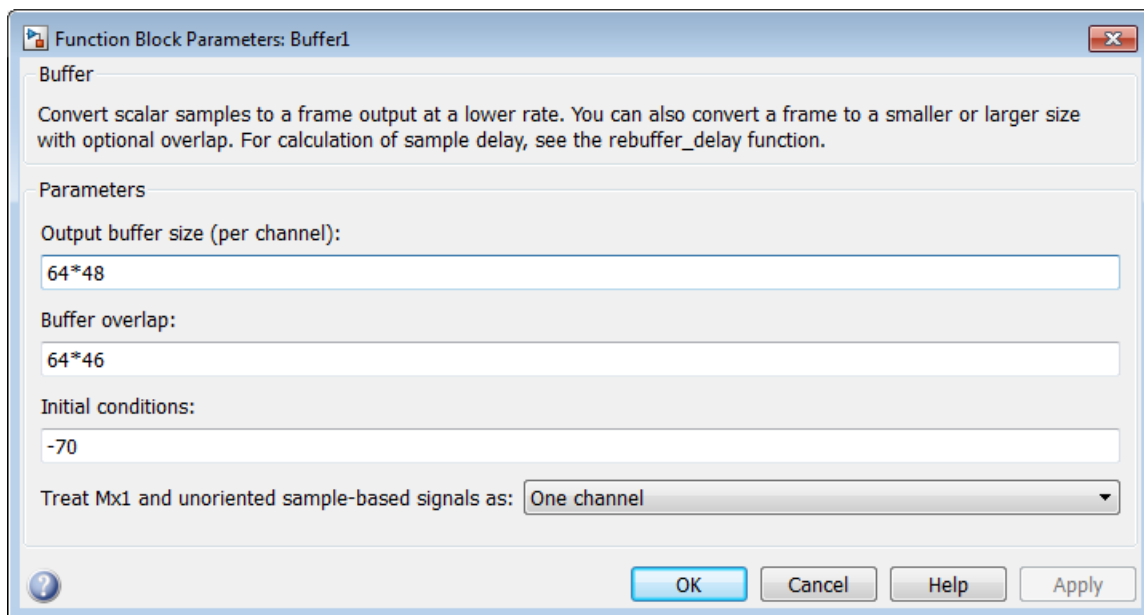 Function Block Parameters: Buffer1
Buffer
Convert scalar samples to a frame output at a lower rate. You can also convert a frame to a smaller or larger size
with optional overlap. For calculation of sample delay, see the rebuffer_delay function.
Parameters
Output buffer size (per channel):
64*48
Buffer overlap:
64*46
Initial conditions:
-70
Treat Mx1 and unoriented sample-based signals as: One channel
OK Cancel Help Apply